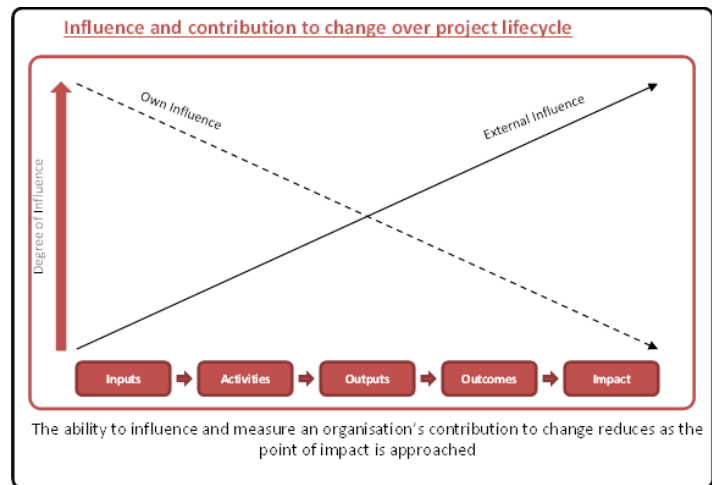 Influence and contribution to change over project lifecycle
Own Influence
External Influence
Degree of Influence
Inputs
Activities
Outputs
Outcomes
Impact
The ability to influence and measure an organisation's contribution to change reduces as the
point of impact is approached